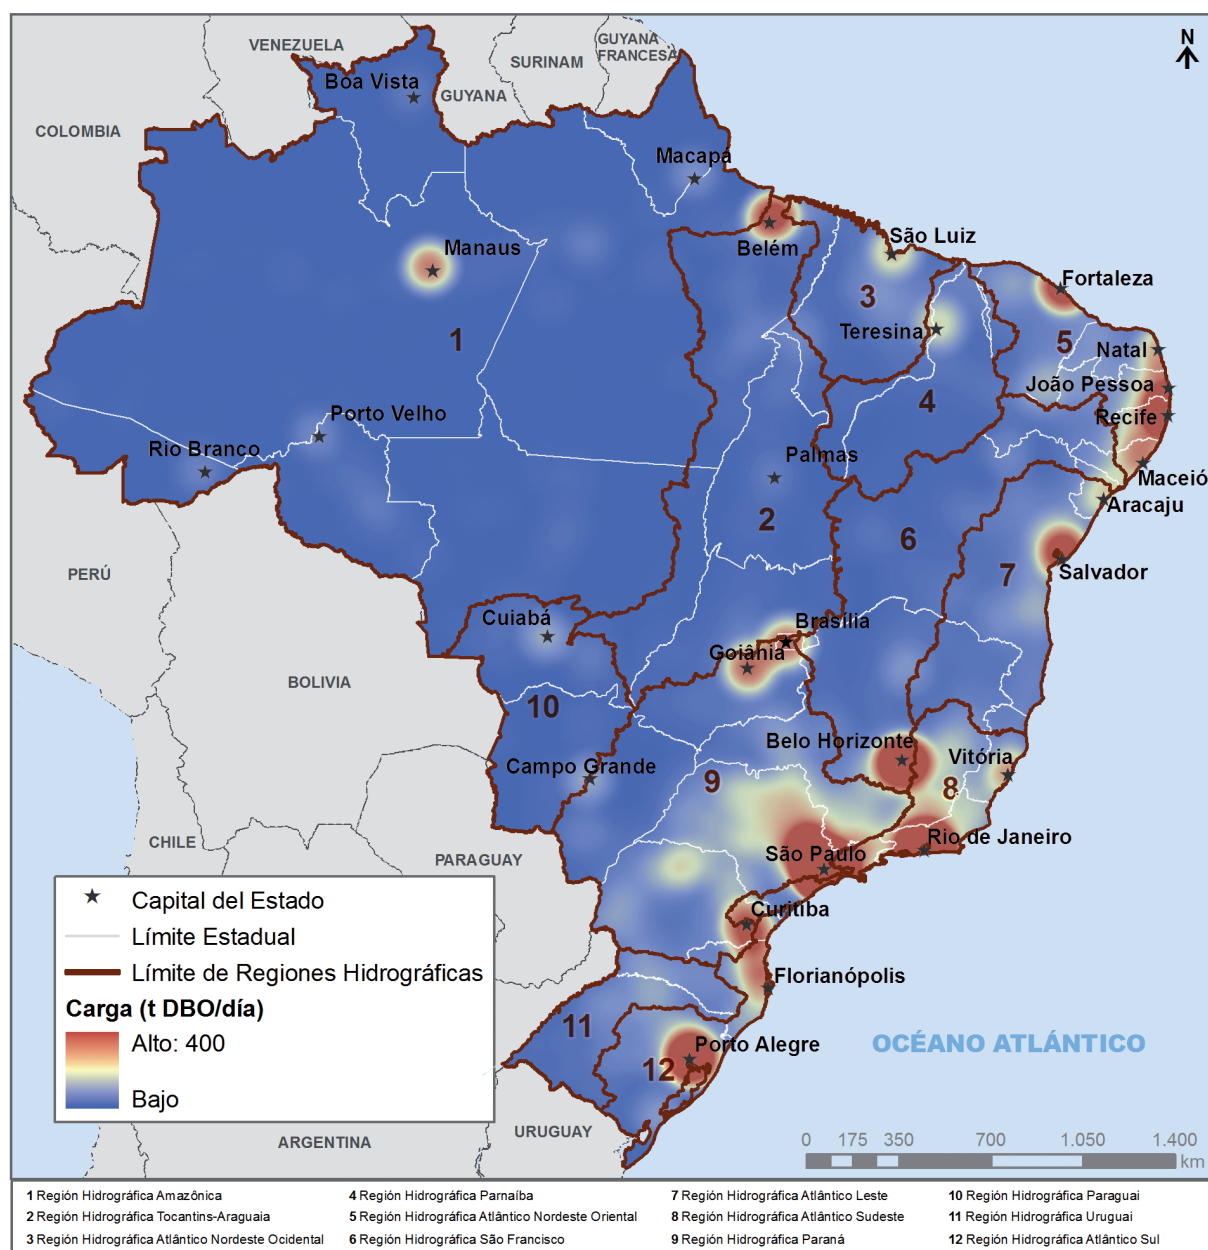 N
VENEZUELA
GUYANA
FRANCESA
SURINAM
Boa Vista
GUYANA
COLOMBIA
Macapá
Manaus
Belém
São Luiz
Fortaleza
3
1
Teresina
5
Natal
João Pessoa
4
Porto Velho
Recife
Rio Branco
Palmas
Maceió
Aracaju
2
6
PERÚ
7
Salvador
Cuiabá
Brasília
Goiânia
BOLIVIA
10
Belo Horizonte
Vitória
Campo Grande
9
8
CHILE
Rio de Janeiro
PARAGUAY
São Paulo
Curitiba
Florianópolis
11
Porto Alegre
OCÉANO ATLÁNTICO
12
URUGUAY
ARGENTINA
Capital del Estado
Límite Estadual
Límite de Regiones Hidrográficas
Carga (t DBO/día)
Alto: 400
Bajo
0 175 350 700 1.050 1.400
km
1 Región Hidrográfica Amazônica
2 Región Hidrográfica Tocantins-Araguaia
3 Región Hidrográfica Atlântico Nordeste Ocidental
4 Región Hidrográfica Parnaíba
5 Región Hidrográfica Atlântico Nordeste Oriental
6 Región Hidrográfica São Francisco
7 Región Hidrográfica Atlântico Leste
8 Región Hidrográfica Atlântico Sudeste
9 Región Hidrográfica Paraná
10 Región Hidrográfica Paraguai
11 Región Hidrográfica Uruguai
12 Región Hidrográfica Atlântico Sul